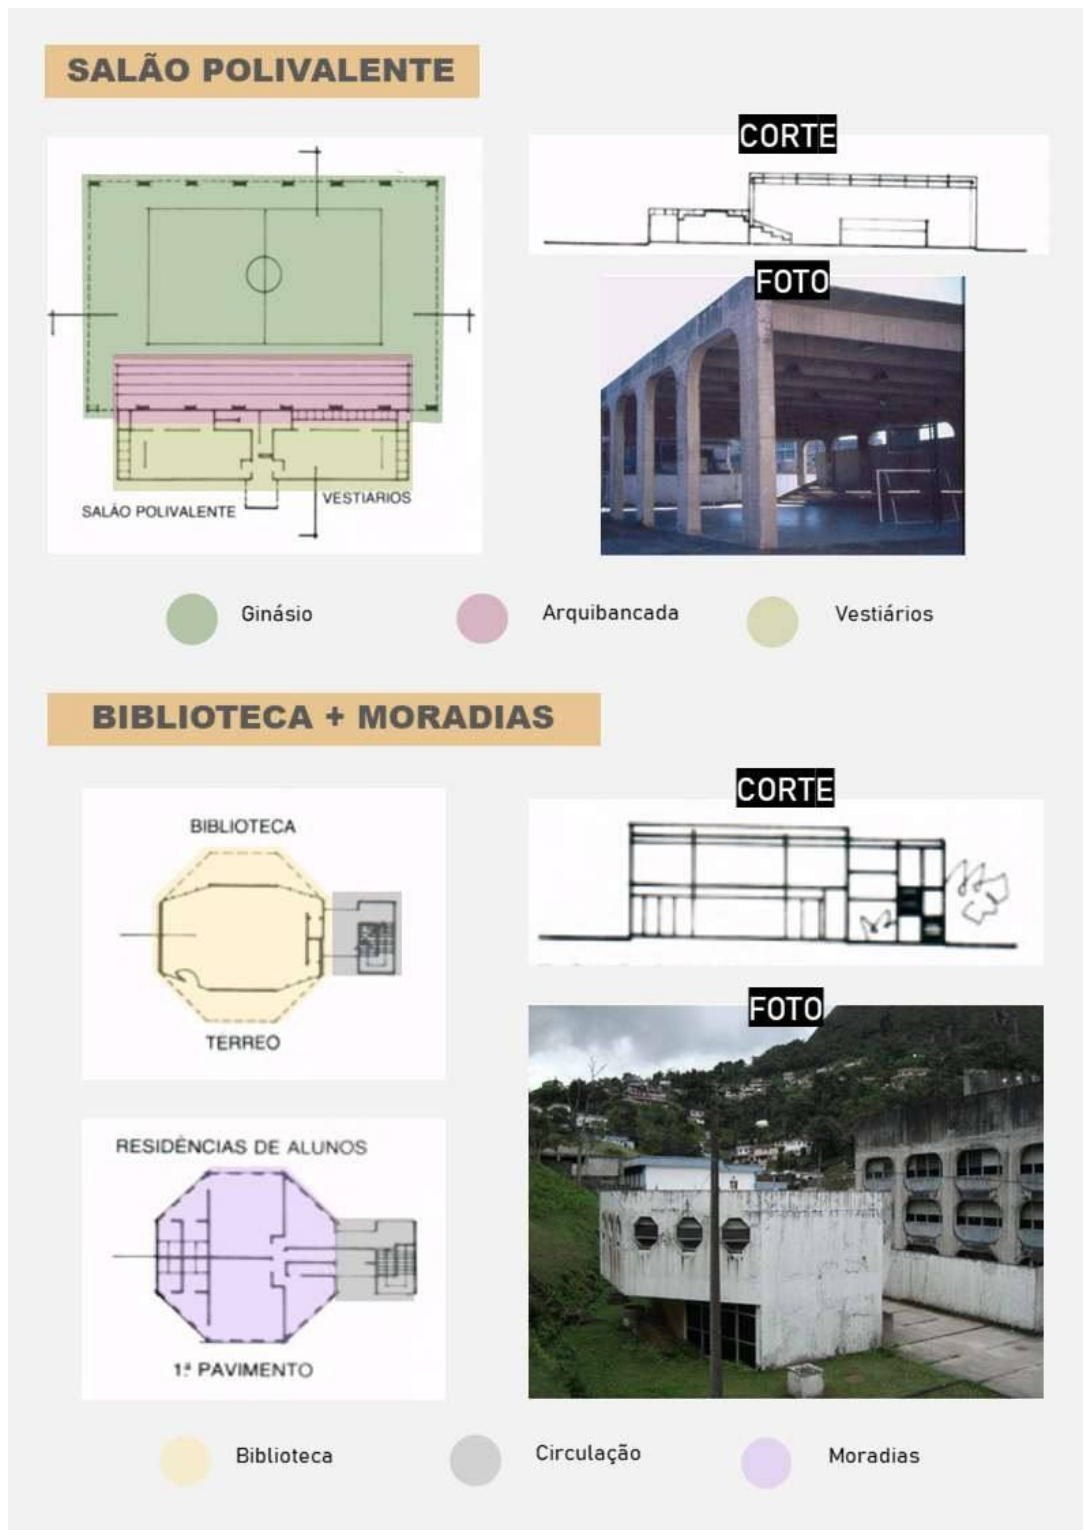 SALÃO POLIVALENTE
CORTE
FOTO
SALÃO POLIVALENTE
VESTIARIOS
Ginásio
Arquibancada
Vestiários
BIBLIOTECA + MORADIAS
BIBLIOTECA
TERREO
CORTE
FOTO
RESIDÊNCIAS DE ALUNOS
1ª PAVIMENTO
Biblioteca
Circulação
Moradias